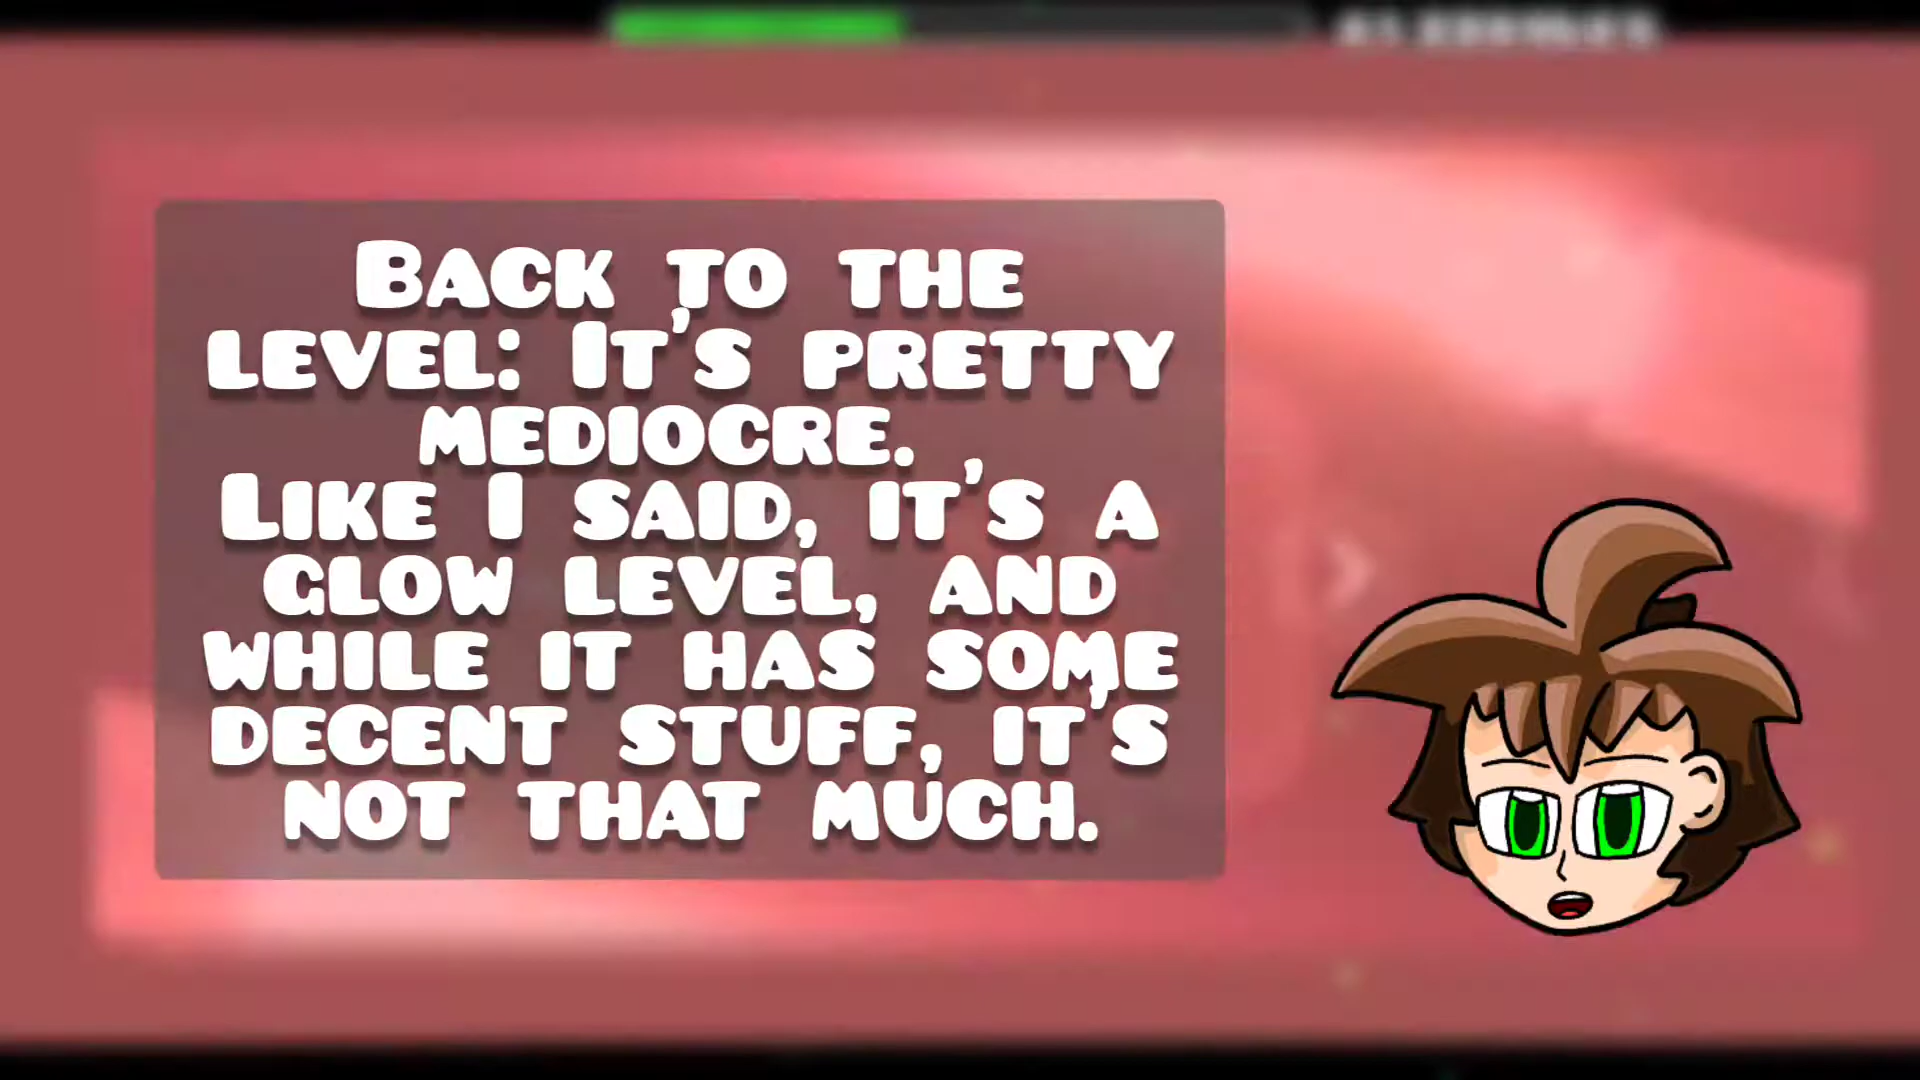 Back to the
level: It's pretty
mediocre.
Like I said, it's a
glow level, and
while it has some
decent stuff, it's
not that much.